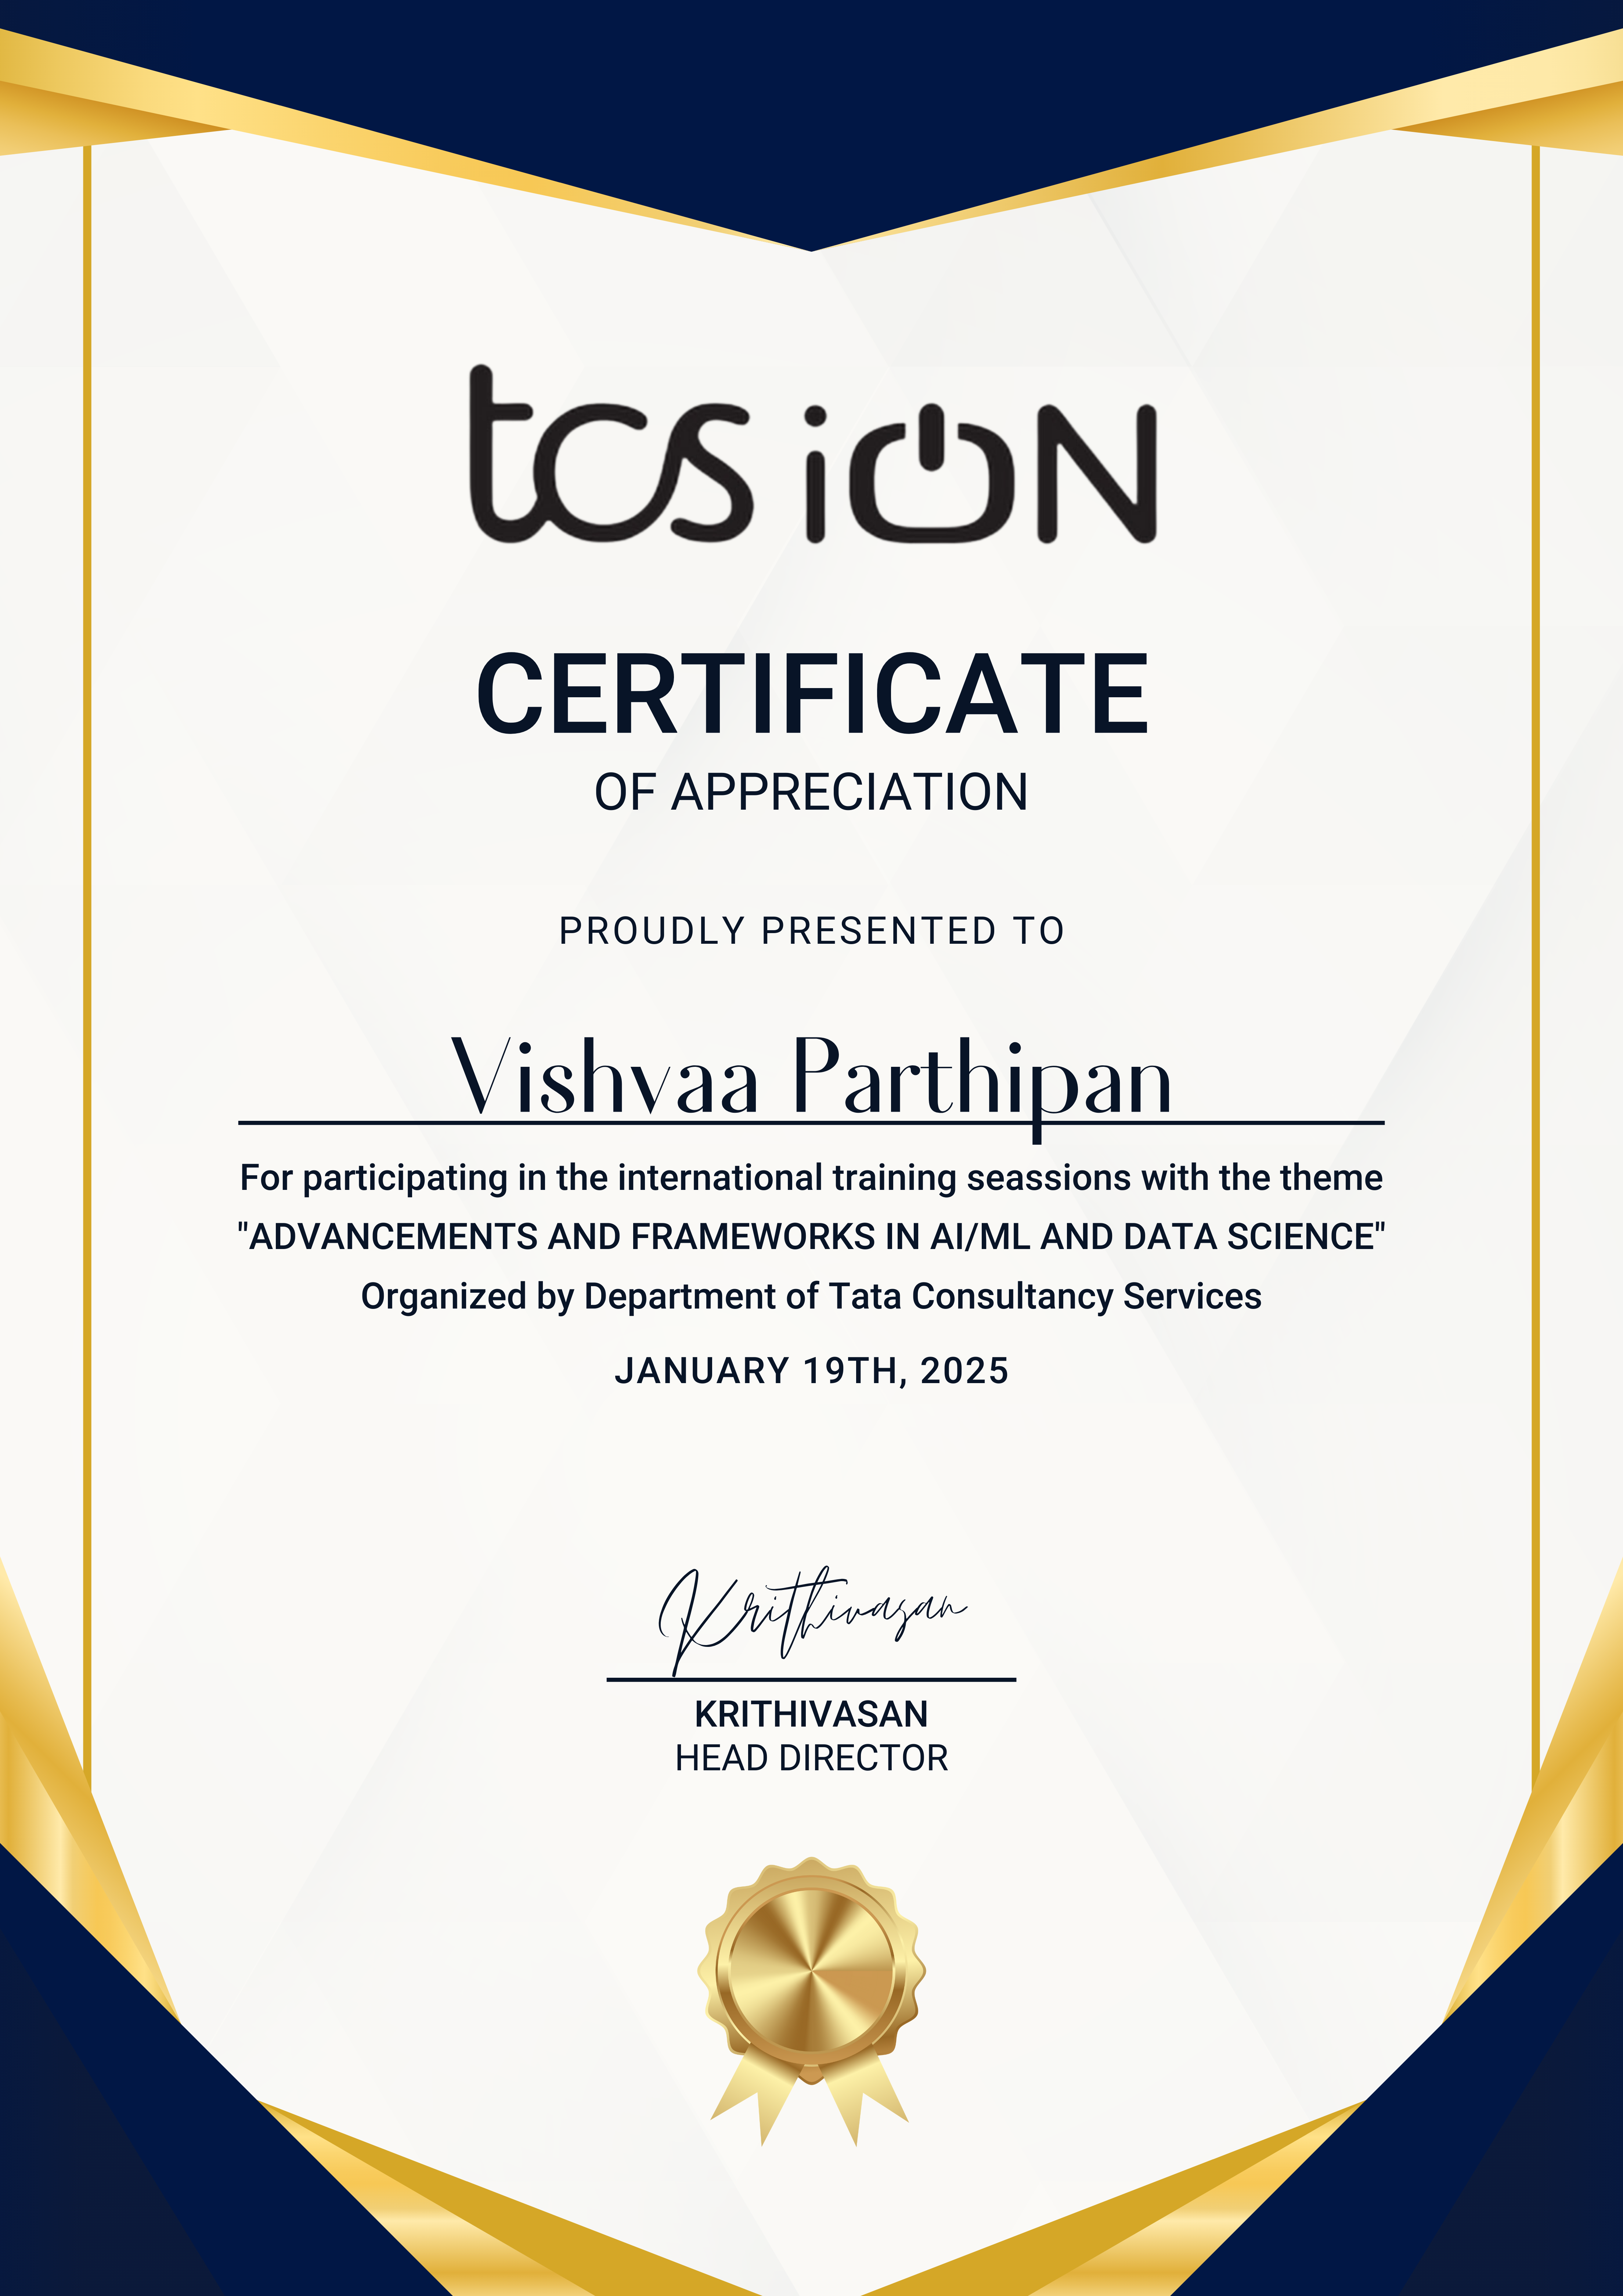 tcs iON
CERTIFICATE
OF APPRECIATION
PROUDLY PRESENTED TO
Vishvaa Parthipan
For participating in the international training seassions with the theme
"ADVANCEMENTS AND FRAMEWORKS IN AI/ML AND DATA SCIENCE"
Organized by Department of Tata Consultancy Services
JANUARY 19TH, 2025
Krithivasan
KRITHIVASAN
HEAD DIRECTOR